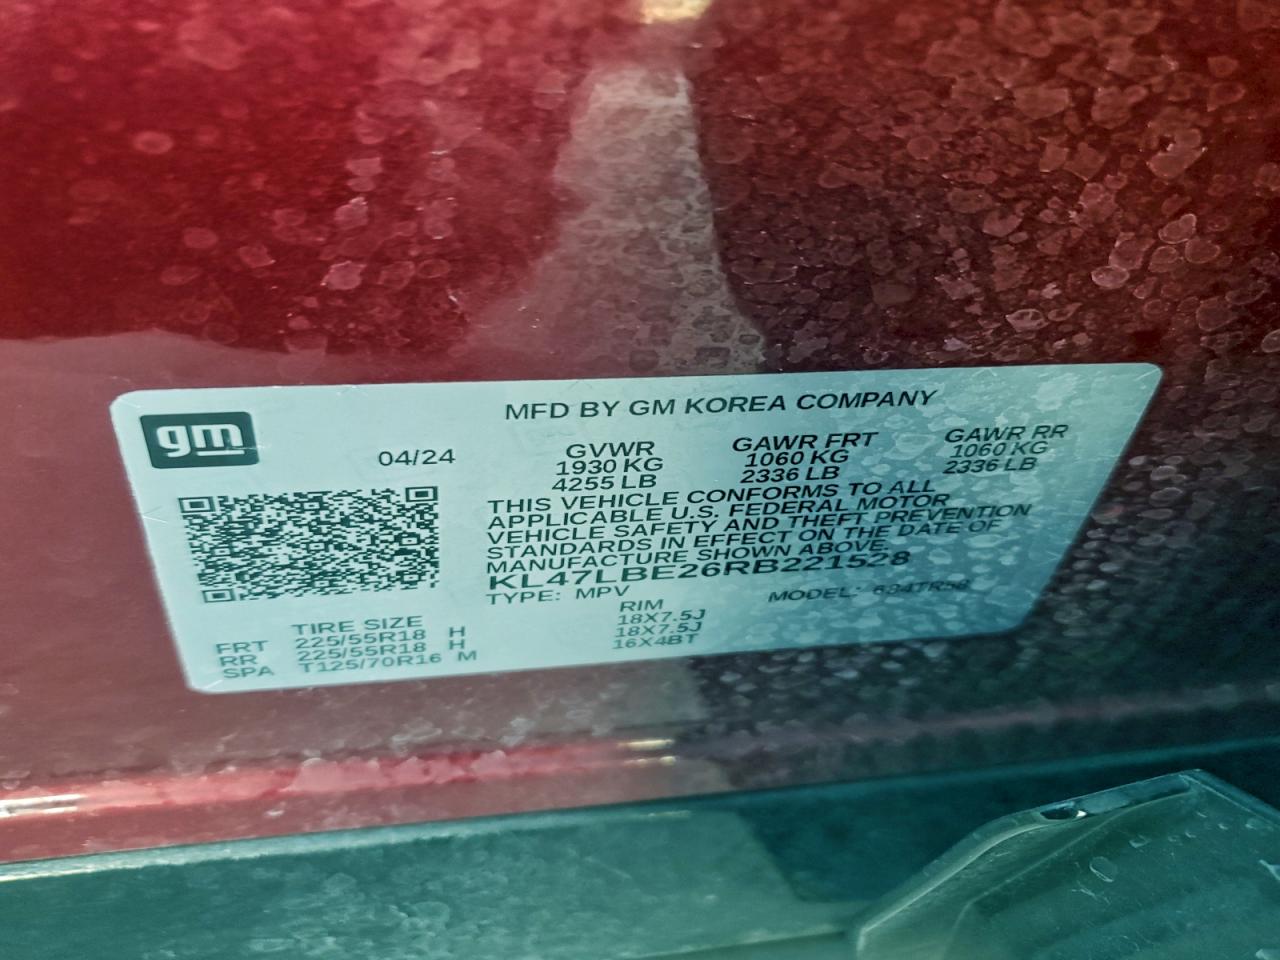 gm
MFD BY GM KOREA COMPANY
04/24
GVWR GAWR FRT GAWR RR
1930 KG 1060 KG 1060 KG
4255 LB 2336 LB 2336 LB
THIS VEHICLE CONFORMS TO ALL
APPLICABLE U.S. FEDERAL MOTOR
VEHICLE SAFETY AND THEFT PREVENTION
STANDARDS IN EFFECT ON THE DATE OF
MANUFACTURE SHOWN ABOVE.
KL47LBE26RB221528
TYPE: MPV MODEL:
TIRE SIZE RIM
FRT 225/55R18 H 18X7.5J
RR 225/55R18 H 18X7.5J
SPA T125/70R16 M 16X4BT